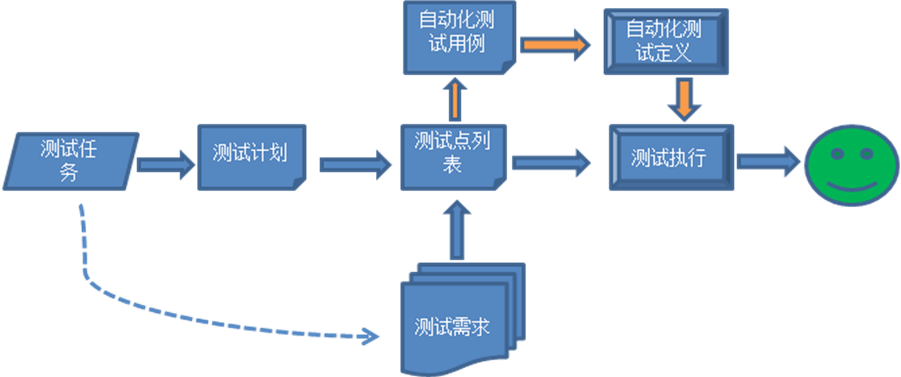 自动化测
试用例
自动化测
试定义
测试任
务
测试计划
测试点列
表
测试执行
测试需求